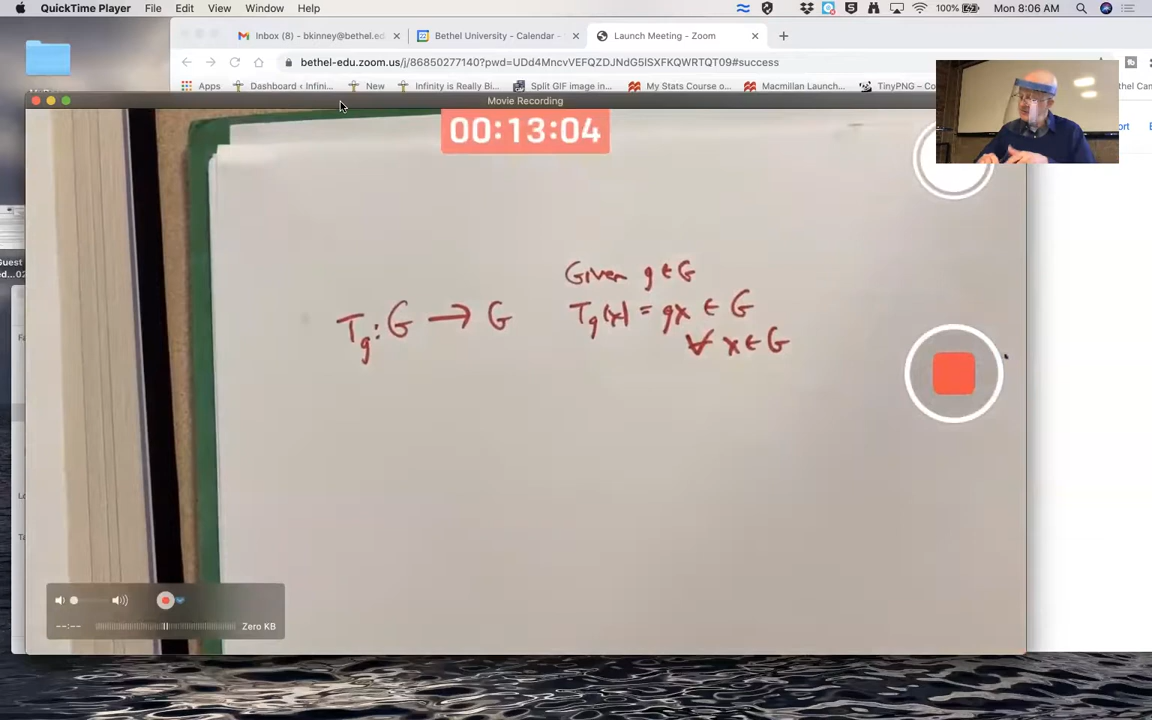 QuickTime Player File Edit View Window Help 100% Mon 8:06 AM
Inbox (8) - bkinney@bethel.ed Bethel University - Calendar - Launch Meeting - Zoom
bethel-edu.zoom.us/j/86850277140?pwd=UDd4MncvVEFQZDJNdG5lSXFKQWRTQT09#success
Apps Dashboard ‹ Infini... New Infinity is Really Bi... Split GIF image in... My Stats Course o... Macmillan Launch... TinyPNG – Com
Movie Recording
00:13:04
Given g ∈ G
T_g: G → G T_g(x) = gx ∈ G
∀ x ∈ G
--:-- Zero KB